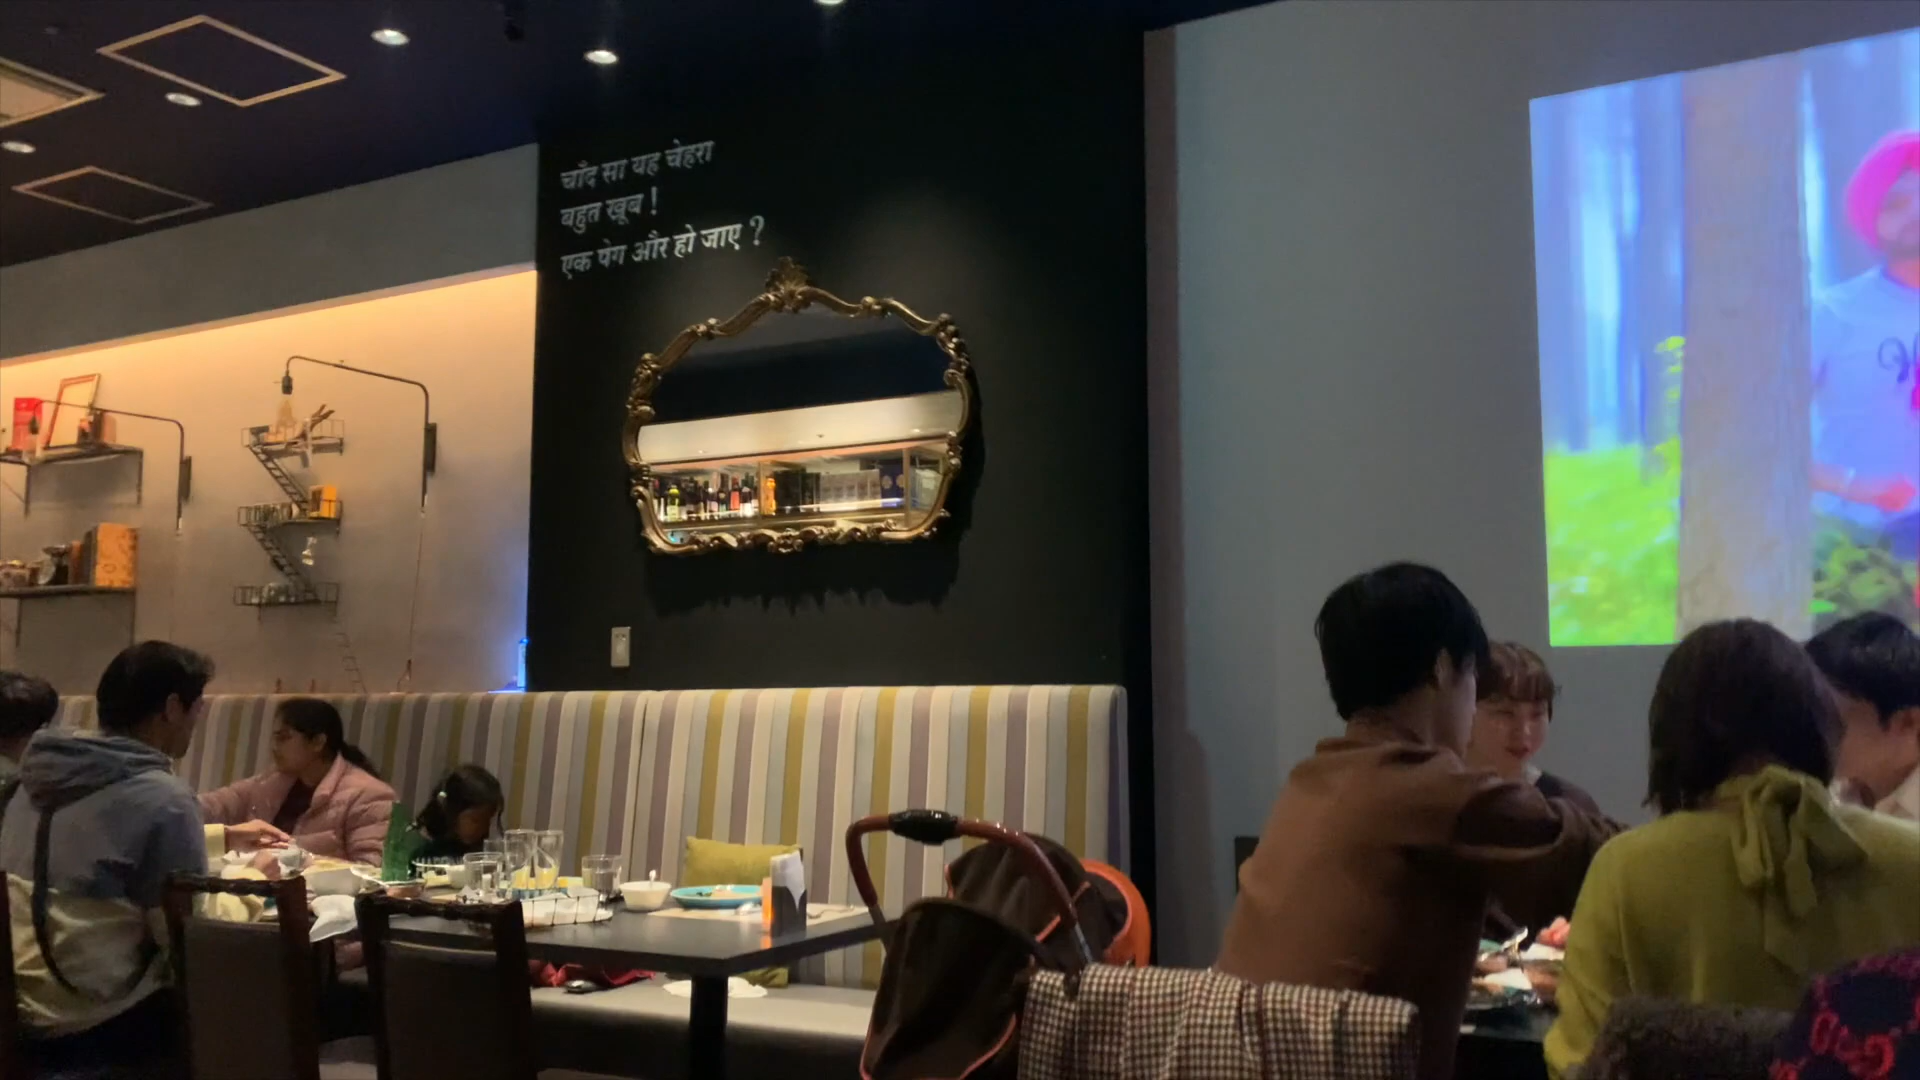 चाँद सा यह चेहरा
बहुत खूब !
एक पेग और हो जाए ?